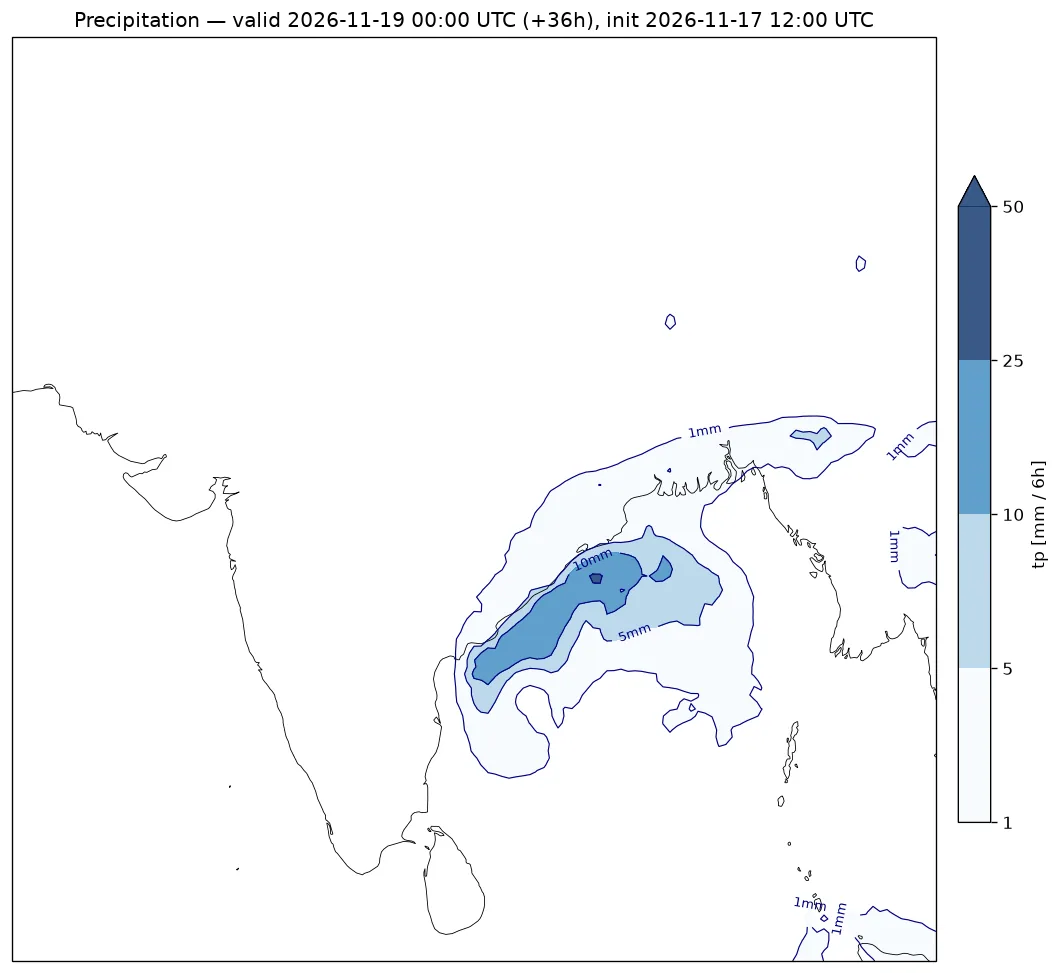 Precipitation — valid 2026-11-19 00:00 UTC (+36h), init 2026-11-17 12:00 UTC
50
25
10
5
1
tp [mm / 6h]
1mm
1mm
1mm
10mm
5mm
1mm
1mm